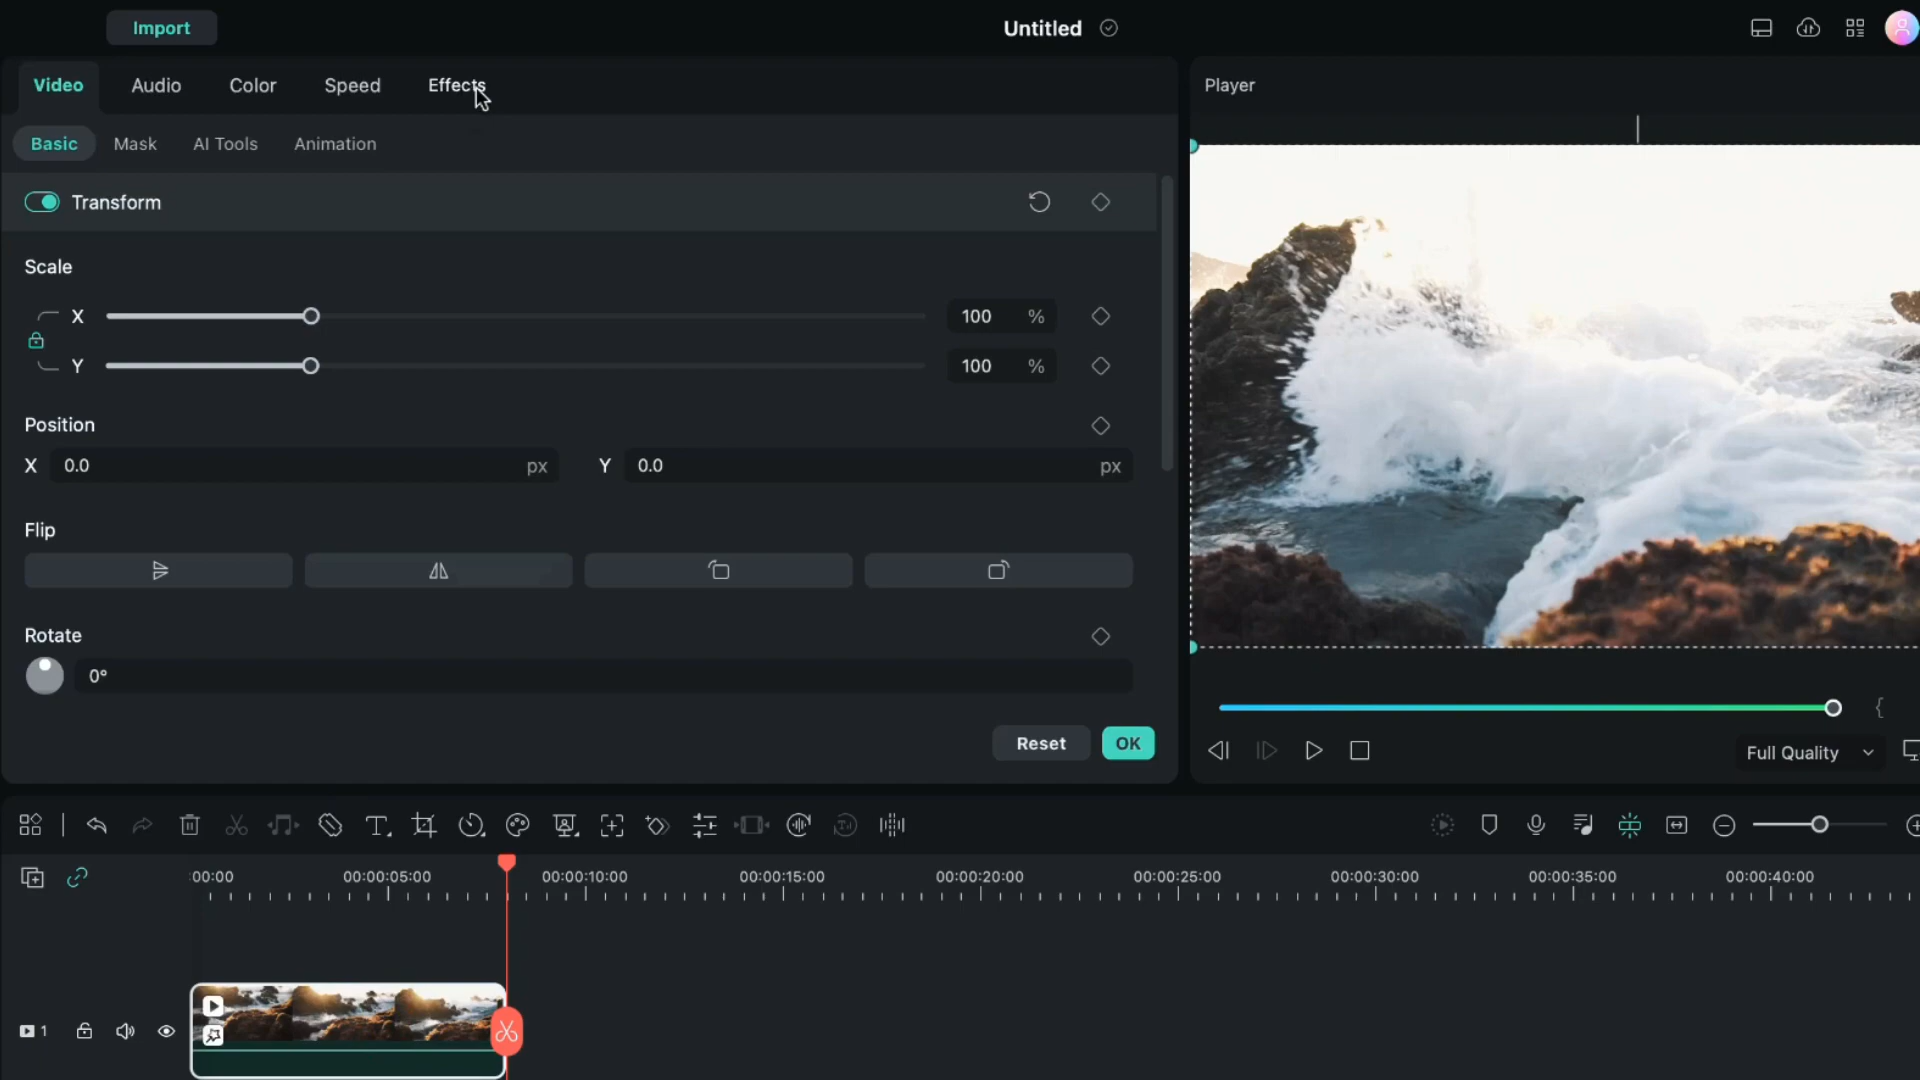 Import
Untitled
Video Audio Color Speed Effects
Player
Basic Mask AI Tools Animation
Transform
Scale
X 100 %
Y 100 %
Position
X 0.0 px Y 0.0 px
Flip
Rotate
0°
Reset OK
Full Quality
:00:00 00:00:05:00 00:00:10:00 00:00:15:00 00:00:20:00 00:00:25:00 00:00:30:00 00:00:35:00 00:00:40:00
1